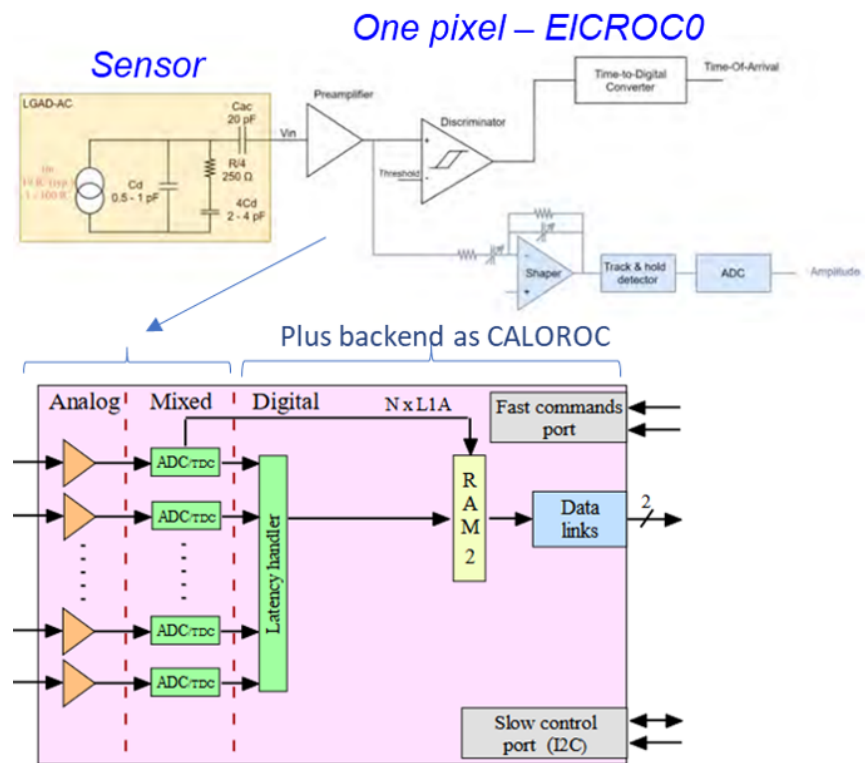 One pixel – EICROC0
Sensor
LGAD-AC
Cac
20 pF
Vin
R/4
250 Ω
Cd
0.5 - 1 pF
4Cd
2 - 4 pF
Preamplifier
Discriminator
+
Threshold
-
Time-to-Digital
Converter
Time-Of-Arrival
-
Shaper
+
Track & hold
detector
ADC
Amplitude
Plus backend as CALOROC
Analog
Mixed
Digital
N x L1A
Fast commands
port
ADC/TDC
ADC/TDC
ADC/TDC
ADC/TDC
Latency handler
R
A
M
2
Data
links
2
Slow control
port (I2C)